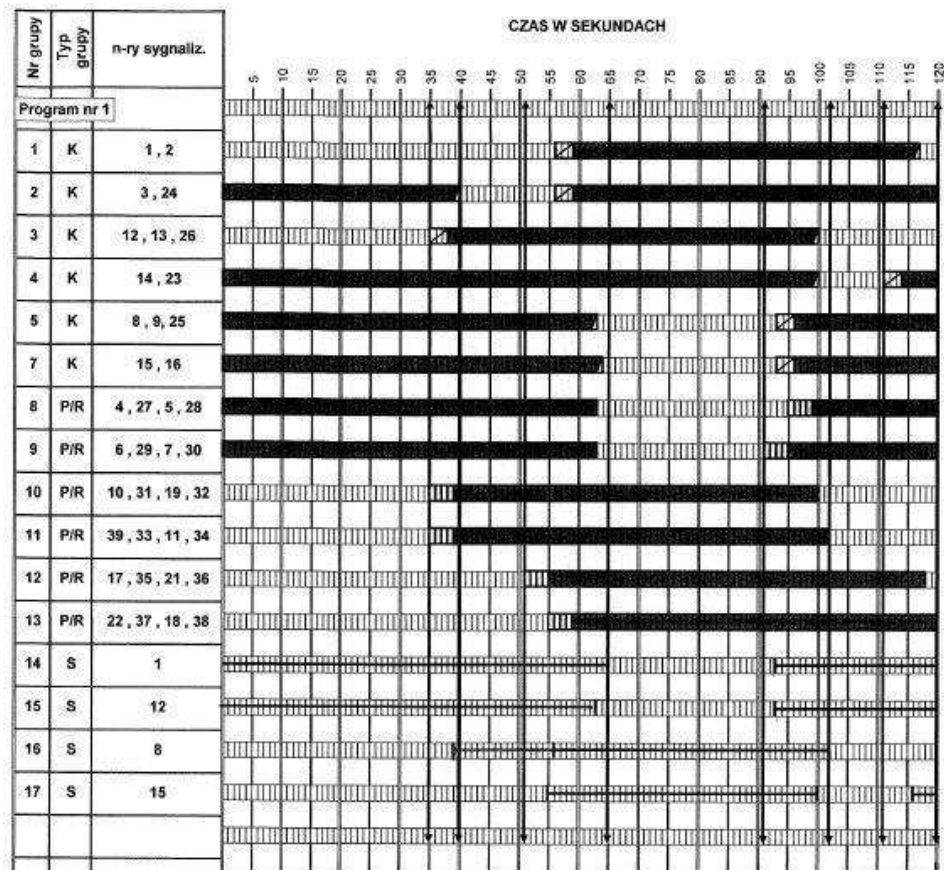 CZAS W SEKUNDACH
Nr grupy Typ grupy n-ry sygnaliz. 5 10 15 20 25 30 35 40 45 50 55 60 65 70 75 80 85 90 95 100 105 110 115 120
Program nr 1
1 K 1 , 2
2 K 3 , 24
3 K 12 , 13 , 26
4 K 14 , 23
5 K 8 , 9, 25
7 K 15 , 16
8 P/R 4 , 27 , 5 , 28
9 P/R 6 , 29 , 7 , 30
10 P/R 10 , 31 , 19 , 32
11 P/R 39 , 33 , 11 , 34
12 P/R 17 , 35 , 21 , 36
13 P/R 22 , 37 , 18 , 38
14 S 1
15 S 12
16 S 8
17 S 15